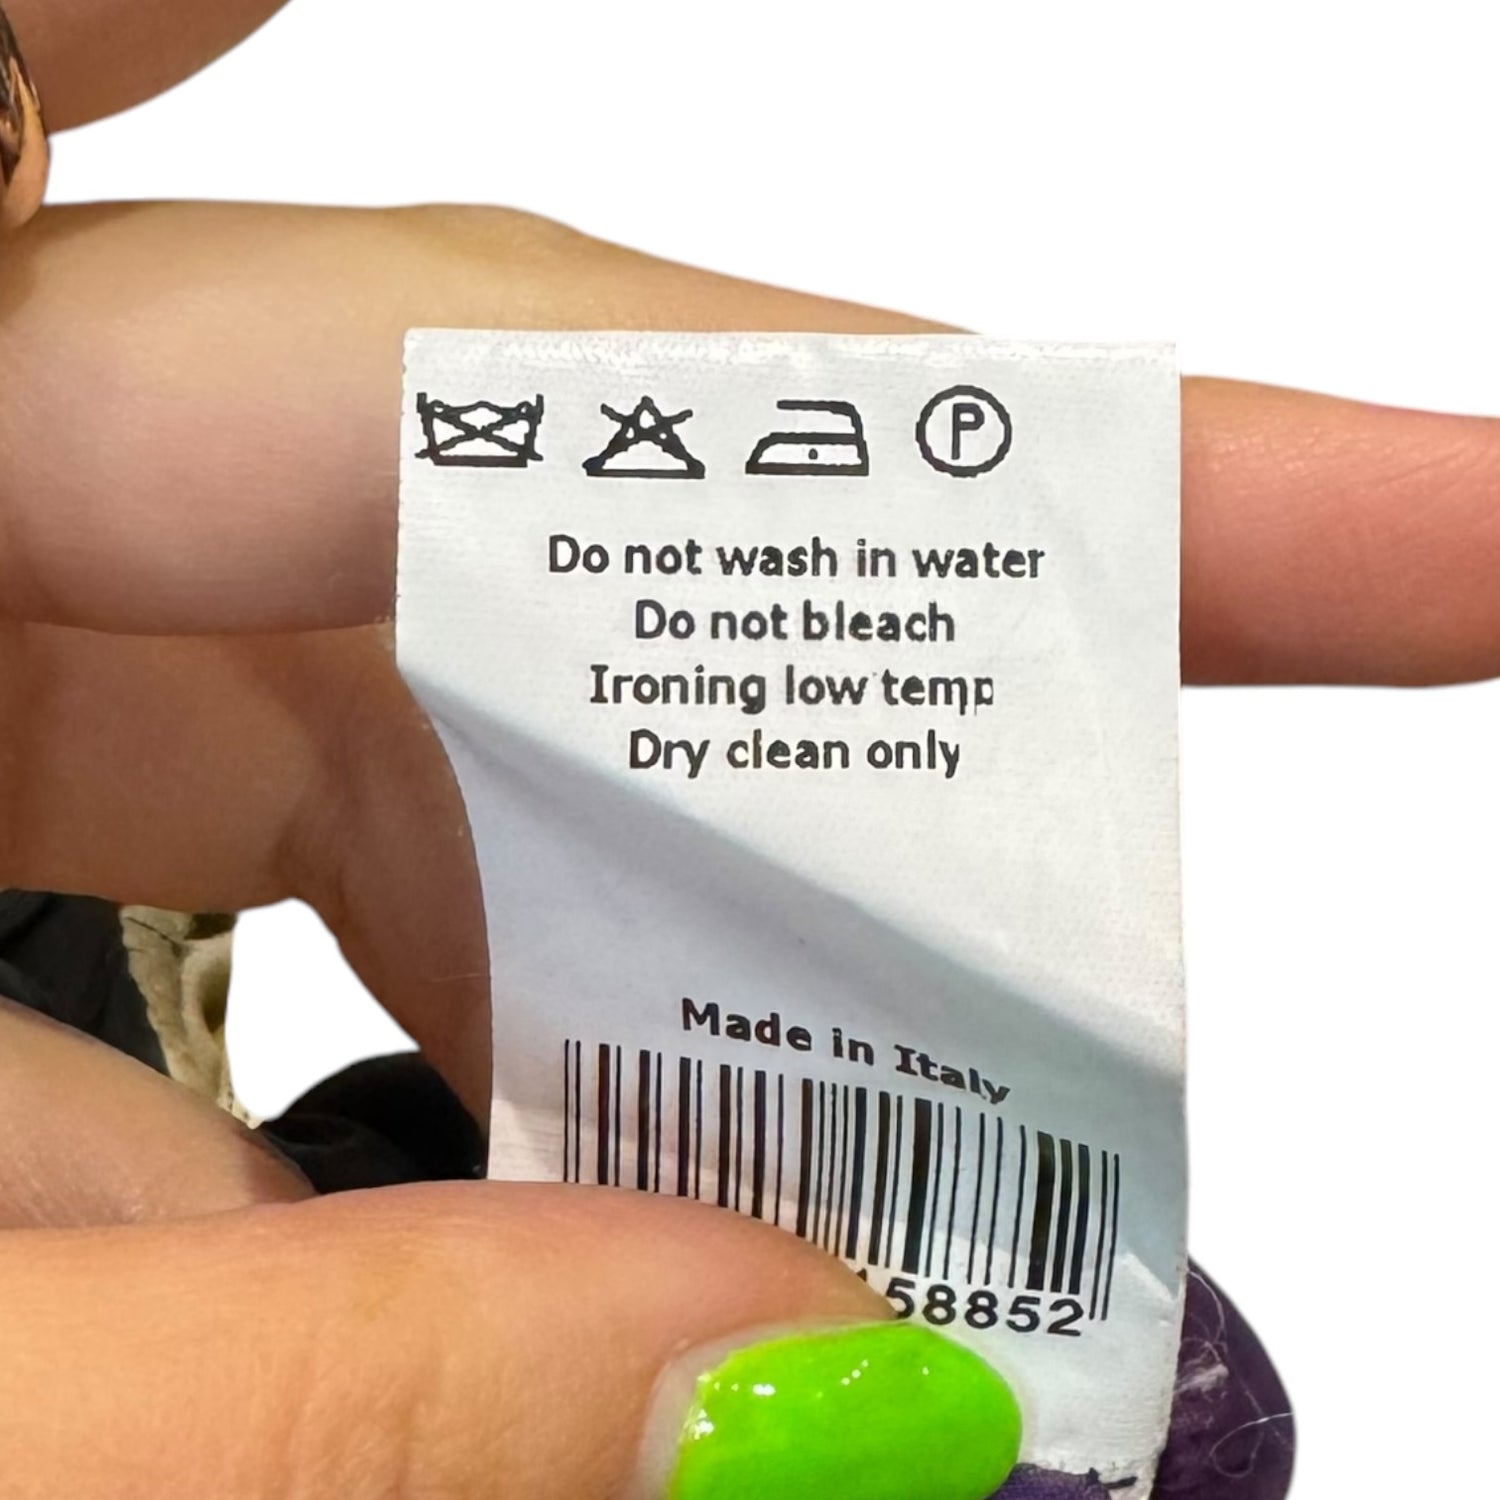 P
Do not wash in water
Do not bleach
Ironing low temp
Dry clean only
Made in Italy
58852